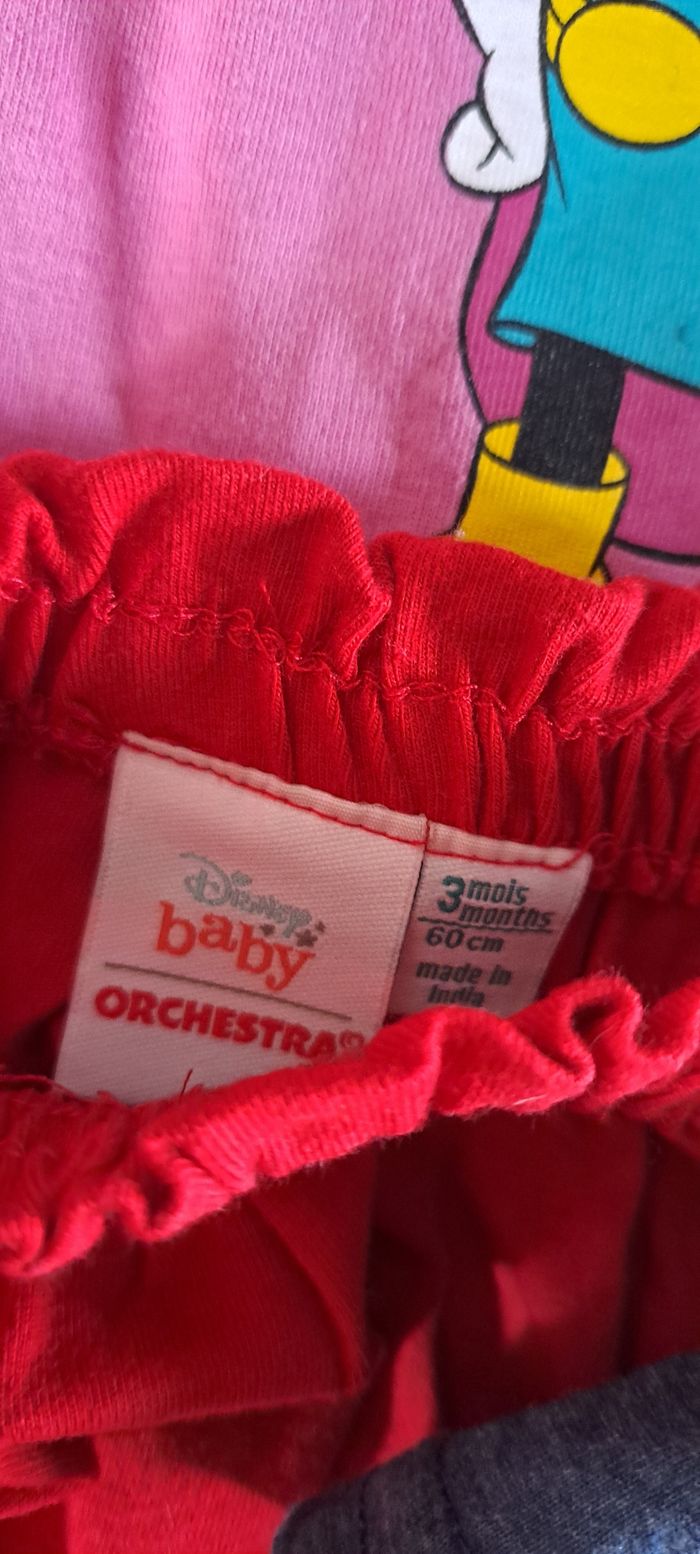 Disney
baby
ORCHESTRA
3 mois
months
60 cm
made in
India